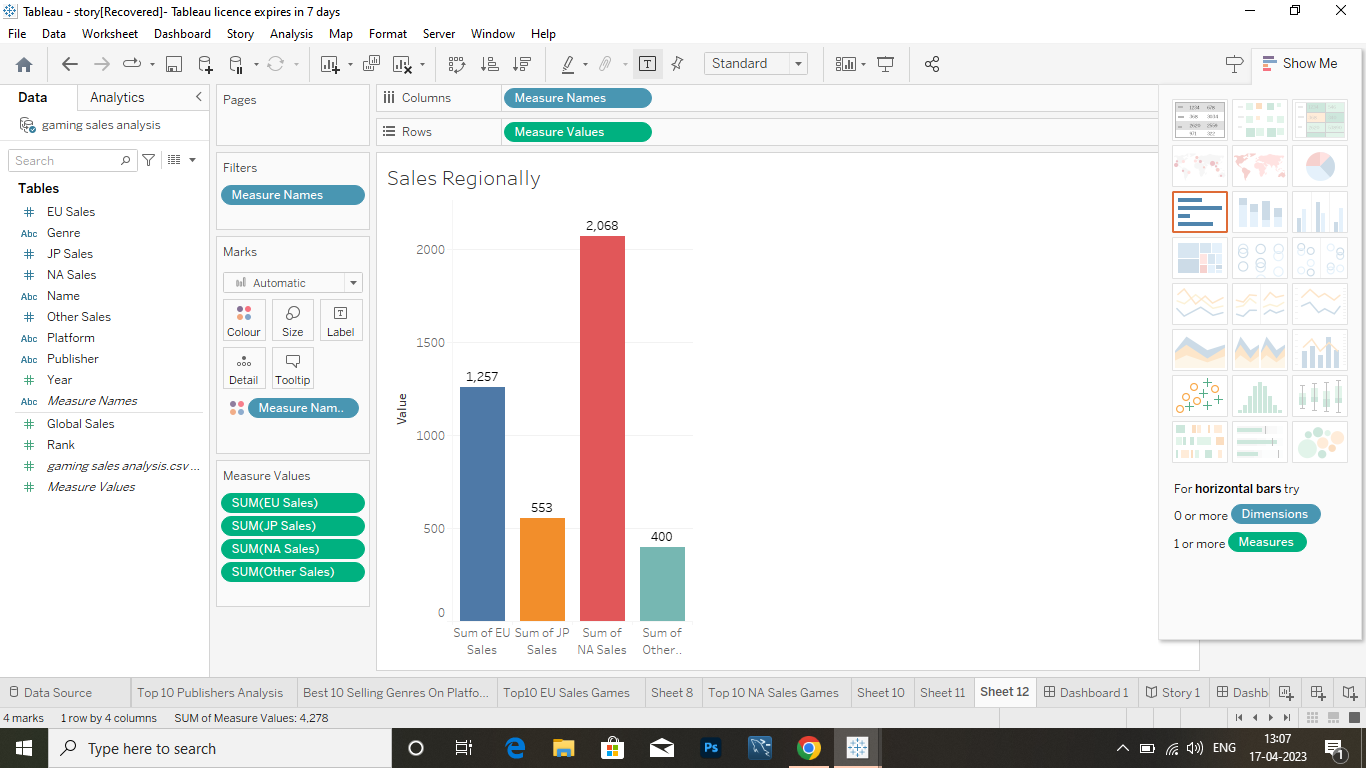 Tableau - story[Recovered]- Tableau licence expires in 7 days
File Data Worksheet Dashboard Story Analysis Map Format Server Window Help
Standard
Show Me
Data Analytics
gaming sales analysis
Search
Tables
EU Sales
Abc Genre
JP Sales
NA Sales
Abc Name
Other Sales
Abc Platform
Abc Publisher
Year
Abc Measure Names
Global Sales
Rank
gaming sales analysis.csv ...
Measure Values
Pages
Filters
Measure Names
Marks
Automatic
Colour Size Label
Detail Tooltip
Measure Nam..
Measure Values
SUM(EU Sales)
SUM(JP Sales)
SUM(NA Sales)
SUM(Other Sales)
Columns Measure Names
Rows Measure Values
Sales Regionally
Value
2000
1500
1000
500
0
1,257
553
2,068
400
Sum of EU Sales
Sum of JP Sales
Sum of NA Sales
Sum of Other..
For horizontal bars try
0 or more Dimensions
1 or more Measures
Data Source Top 10 Publishers Analysis Best 10 Selling Genres On Platfo... Top10 EU Sales Games Sheet 8 Top 10 NA Sales Games Sheet 10 Sheet 11 Sheet 12 Dashboard 1 Story 1 Dashb
4 marks 1 row by 4 columns SUM of Measure Values: 4,278
Type here to search
Ps
ENG
13:07
17-04-2023
1